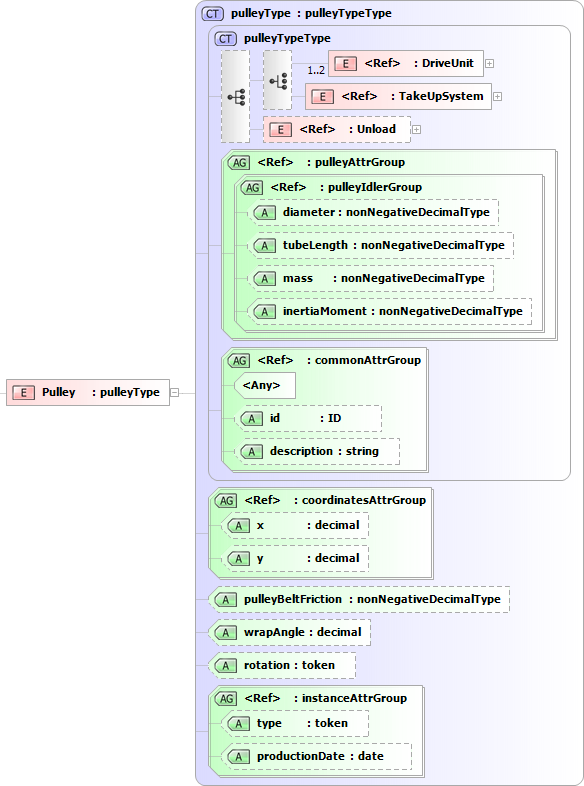 CT pulleyType : pulleyTypeType
CT pulleyTypeType
1..2 E <Ref> : DriveUnit
E <Ref> : TakeUpSystem
E <Ref> : Unload
AG <Ref> : pulleyAttrGroup
AG <Ref> : pulleyIdlerGroup
A diameter : nonNegativeDecimalType
A tubeLength : nonNegativeDecimalType
A mass : nonNegativeDecimalType
A inertiaMoment : nonNegativeDecimalType
AG <Ref> : commonAttrGroup
<Any>
E Pulley : pulleyType
A id : ID
A description : string
AG <Ref> : coordinatesAttrGroup
A x : decimal
A y : decimal
A pulleyBeltFriction : nonNegativeDecimalType
A wrapAngle : decimal
A rotation : token
AG <Ref> : instanceAttrGroup
A type : token
A productionDate : date